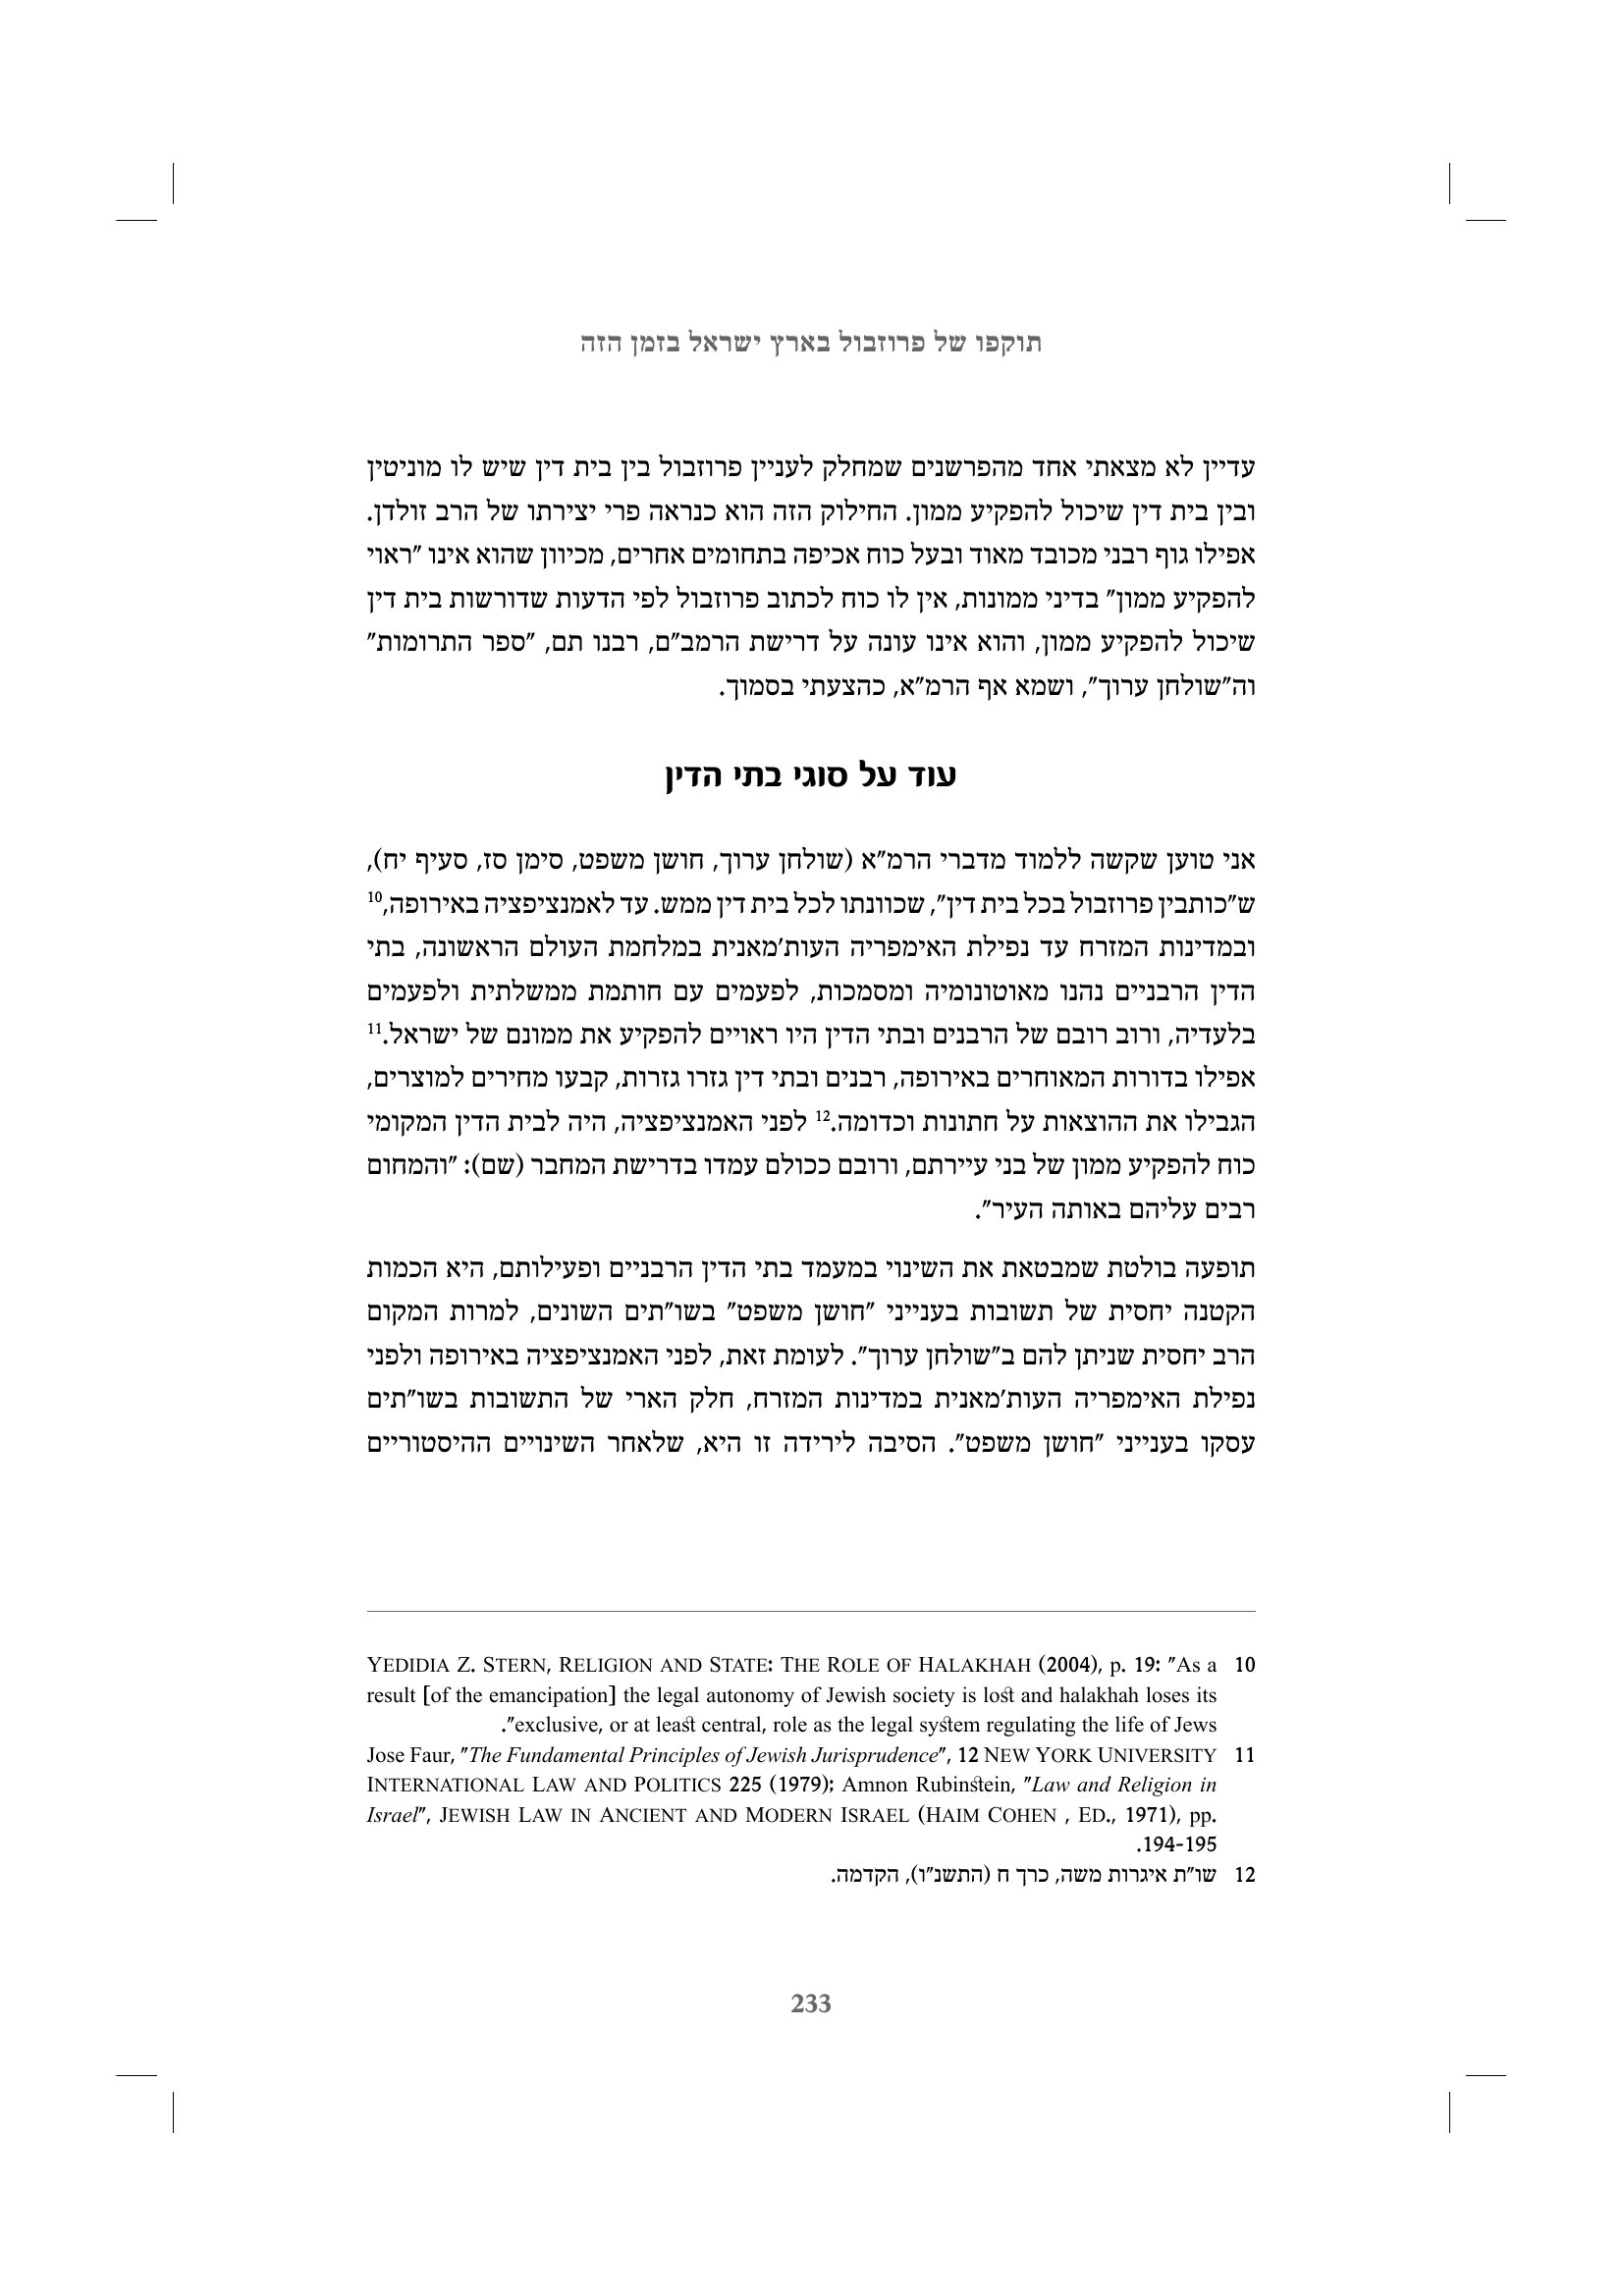 תוקפו של פרוזבול בארץ ישראל בזמן הזה
עדיין לא מצאתי אחד מהפרשנים שמחלק לעניין פרוזבול בין בית דין שיש לו מוניטין
ובין בית דין שיכול להפקיע ממון. החילוק הזה הוא כנראה פרי יצירתו של הרב זולדן.
אפילו גוף רבני מכובד מאוד ובעל כוח אכיפה בתחומים אחרים, מכיוון שהוא אינו "ראוי
להפקיע ממון" בדיני ממונות, אין לו כוח לכתוב פרוזבול לפי הדעות שדורשות בית דין
שיכול להפקיע ממון, והוא אינו עונה על דרישת הרמב"ם, רבנו תם, "ספר התרומות"
וה"שולחן ערוך", ושמא אף הרמ"א, כהצעתי בסמוך.
עוד על סוגי בתי הדין
אני טוען שקשה ללמוד מדברי הרמ"א (שולחן ערוך, חושן משפט, סימן סז, סעיף יח),
ש"כותבין פרוזבול בכל בית דין", שכוונתו לכל בית דין ממש. עד לאמנציפציה באירופה,10
ובמדינות המזרח עד נפילת האימפריה העות'מאנית במלחמת העולם הראשונה, בתי
הדין הרבניים נהנו מאוטונומיה ומסמכות, לפעמים עם חותמת ממשלתית ולפעמים
בלעדיה, ורוב רובם של הרבנים ובתי הדין היו ראויים להפקיע את ממונם של ישראל.11
אפילו בדורות המאוחרים באירופה, רבנים ובתי דין גזרו גזרות, קבעו מחירים למוצרים,
הגבילו את ההוצאות על חתונות וכדומה.12 לפני האמנציפציה, היה לבית הדין המקומי
כוח להפקיע ממון של בני עיירתם, ורובם ככולם עמדו בדרישת המחבר (שם): "והמחום
רבים עליהם באותה העיר".
תופעה בולטת שמבטאת את השינוי במעמד בתי הדין הרבניים ופעילותם, היא הכמות
הקטנה יחסית של תשובות בענייני "חושן משפט" בשו"תים השונים, למרות המקום
הרב יחסית שניתן להם ב"שולחן ערוך". לעומת זאת, לפני האמנציפציה באירופה ולפני
נפילת האימפריה העות'מאנית במדינות המזרח, חלק הארי של התשובות בשו"תים
עסקו בענייני "חושן משפט". הסיבה לירידה זו היא, שלאחר השינויים ההיסטוריים
10 YEDIDIA Z. STERN, RELIGION AND STATE: THE ROLE OF HALAKHAH (2004), p. 19: "As a
result [of the emancipation] the legal autonomy of Jewish society is lost and halakhah loses its
exclusive, or at least central, role as the legal system regulating the life of Jews".
11 Jose Faur, "The Fundamental Principles of Jewish Jurisprudence", 12 NEW YORK UNIVERSITY
INTERNATIONAL LAW AND POLITICS 225 (1979); Amnon Rubinstein, "Law and Religion in
Israel", JEWISH LAW IN ANCIENT AND MODERN ISRAEL (HAIM COHEN , ED., 1971), pp.
194-195.
12 שו"ת איגרות משה, כרך ח (התשנ"ו), הקדמה.
233